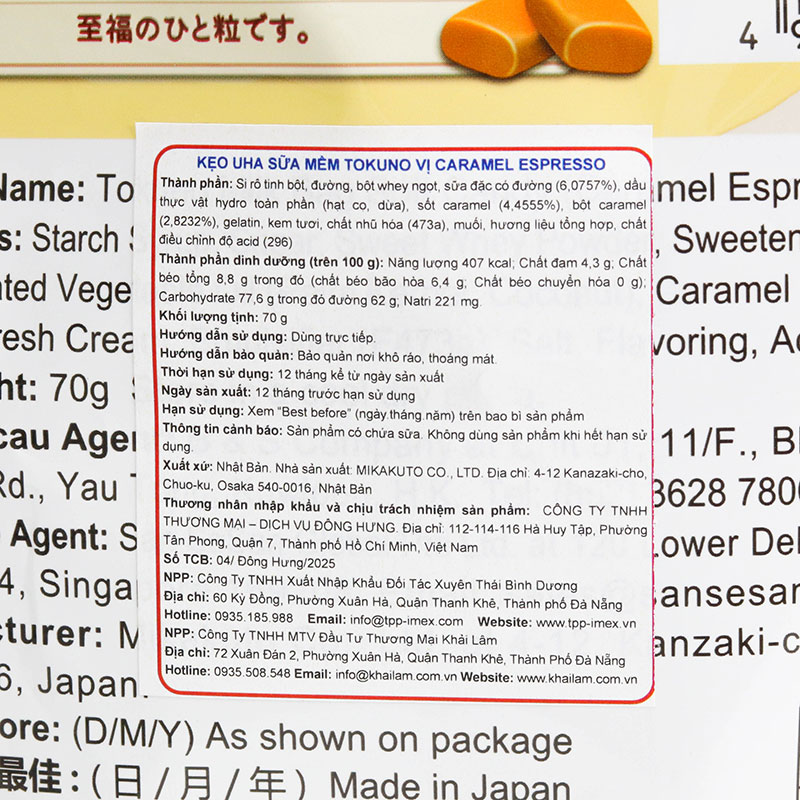 至福のひと粒です。
4
KẸO UHA SỮA MÈM TOKUNO VỊ CARAMEL ESPRESSO
Thành phần: Si rô tinh bột, đường, bột whey ngọt, sữa đặc có đường (6,0757%), dầu
thực vật hydro toàn phần (hạt cọ, dừa), sốt caramel (4,4555%), bột caramel
(2,8232%), gelatin, kem tươi, chất nhũ hóa (473a), muối, hương liệu tổng hợp, chất
điều chỉnh độ acid (296)
Thành phần dinh dưỡng (trên 100 g): Năng lượng 407 kcal; Chất đam 4,3 g; Chất
béo tổng 8,8 g trong đó (chất béo bão hòa 6,4 g; Chất béo chuyển hóa 0 g);
Carbohydrate 77,6 g trong đó đường 62 g; Natri 221 mg.
Khối lượng tịnh: 70 g
Hướng dẫn sử dụng: Dùng trực tiếp.
Hướng dẫn bảo quản: Bảo quản nơi khô ráo, thoáng mát.
Thời hạn sử dụng: 12 tháng kể từ ngày sản xuất
Ngày sản xuất: 12 tháng trước hạn sử dụng
Hạn sử dụng: Xem “Best before” (ngày.tháng.năm) trên bao bì sản phẩm
Thông tin cảnh báo: Sản phẩm có chứa sữa. Không dùng sản phẩm khi hết hạn sử
dụng.
Xuất xứ: Nhật Bản. Nhà sản xuất: MIKAKUTO CO., LTD. Địa chỉ: 4-12 Kanazaki-cho,
Chuo-ku, Osaka 540-0016, Nhật Bản
Thương nhân nhập khẩu và chịu trách nhiệm sản phẩm: CÔNG TY TNHH
THƯƠNG MẠI – DỊCH VỤ ĐÔNG HƯNG. Địa chỉ: 112-114-116 Hà Huy Tập, Phường
Tân Phong, Quận 7, Thành phố Hồ Chí Minh, Việt Nam
Số TCB: 04/ Đông Hưng/2025
NPP: Công Ty TNHH Xuất Nhập Khẩu Đối Tác Xuyên Thái Bình Dương
Địa chỉ: 60 Kỳ Đồng, Phường Xuân Hà, Quận Thanh Khê, Thành phố Đà Nẵng
Hotline: 0935.185.988 Email: info@tpp-imex.com Website: www.tpp-imex.vn
NPP: Công Ty TNHH MTV Đầu Tư Thương Mại Khải Lâm
Địa chỉ: 72 Xuân Đán 2, Phường Xuân Hà, Quận Thanh Khê, Thành Phố Đà Nẵng
Hotline: 0935.508.548 Email: info@khailam.com.vn Website: www.khailam.com.vn
Name: To mel Espr
s: Starch , Sweeten
ated Vege Caramel
resh Crea voring, Ac
ht: 70g
cau Agen 11/F., Bl
Rd., Yau 3628 780
Agent: S ower Del
4, Singap sansesan
cturer: M anzaki-c
6, Japan.
ore: (D/M/Y) As shown on package
最佳：(日/月/年) Made in Japan